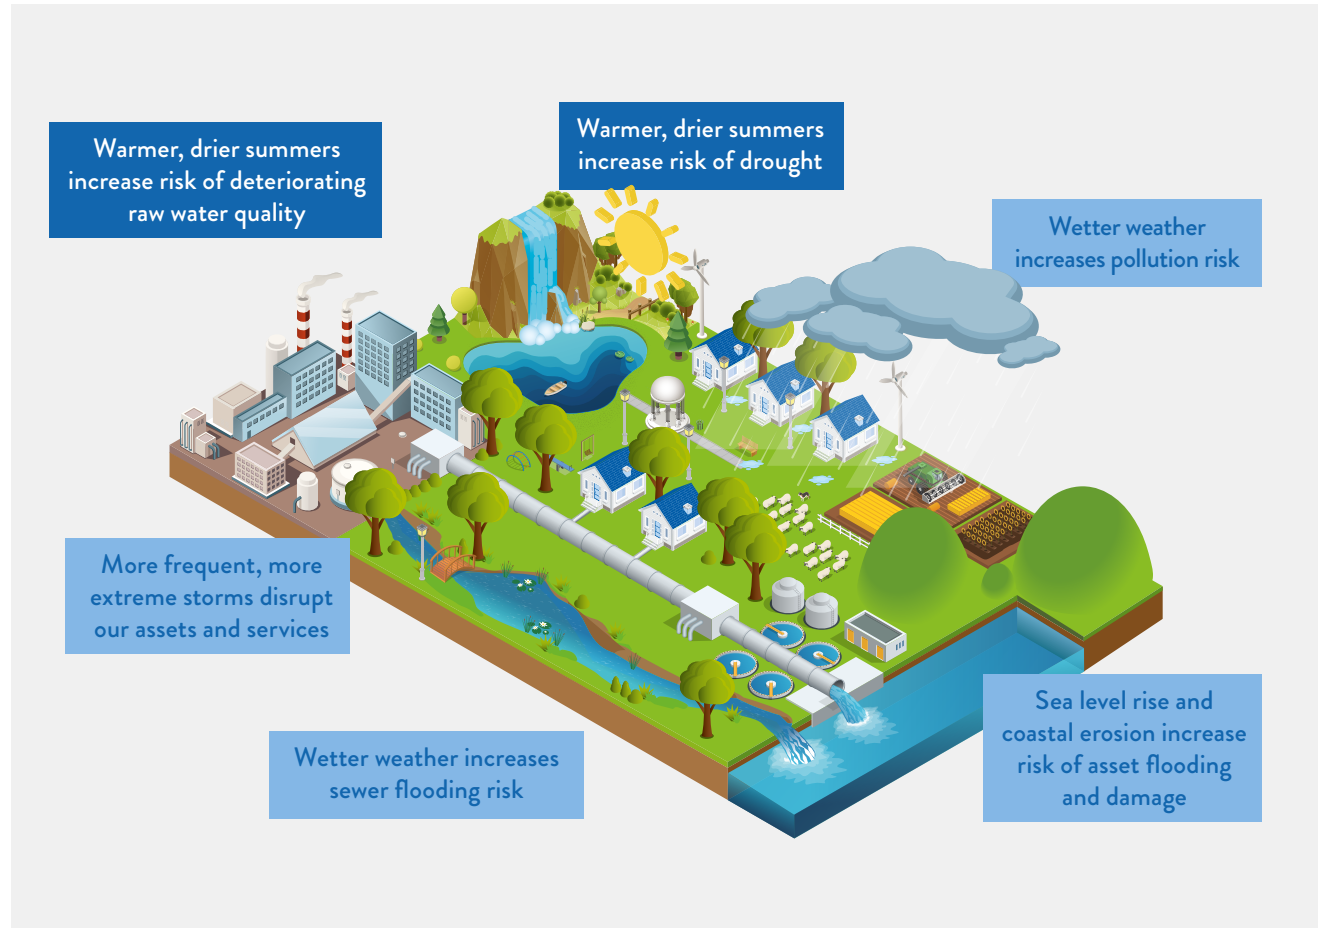 Warmer, drier summers
increase risk of deteriorating
raw water quality
Warmer, drier summers
increase risk of drought
Wetter weather
increases pollution risk
More frequent, more
extreme storms disrupt
our assets and services
Wetter weather increases
sewer flooding risk
Sea level rise and
coastal erosion increase
risk of asset flooding
and damage